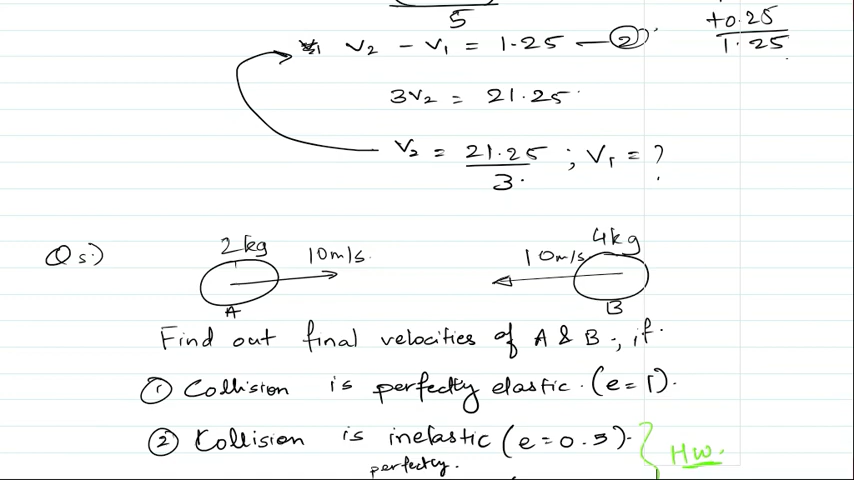 5
+0.25
V2 - V1 = 1.25 — 2
1.25
3V2 = 21.25
V2 = 21.25 / 3 ; V1 = ?
Qs:)
2kg
10m/s
4kg
10m/s
A
B
Find out final velocities of A & B, if
1 Collision is perfectly elastic. (e=1).
2 Collision is inelastic (e=0.5). } HW.
perfectly.